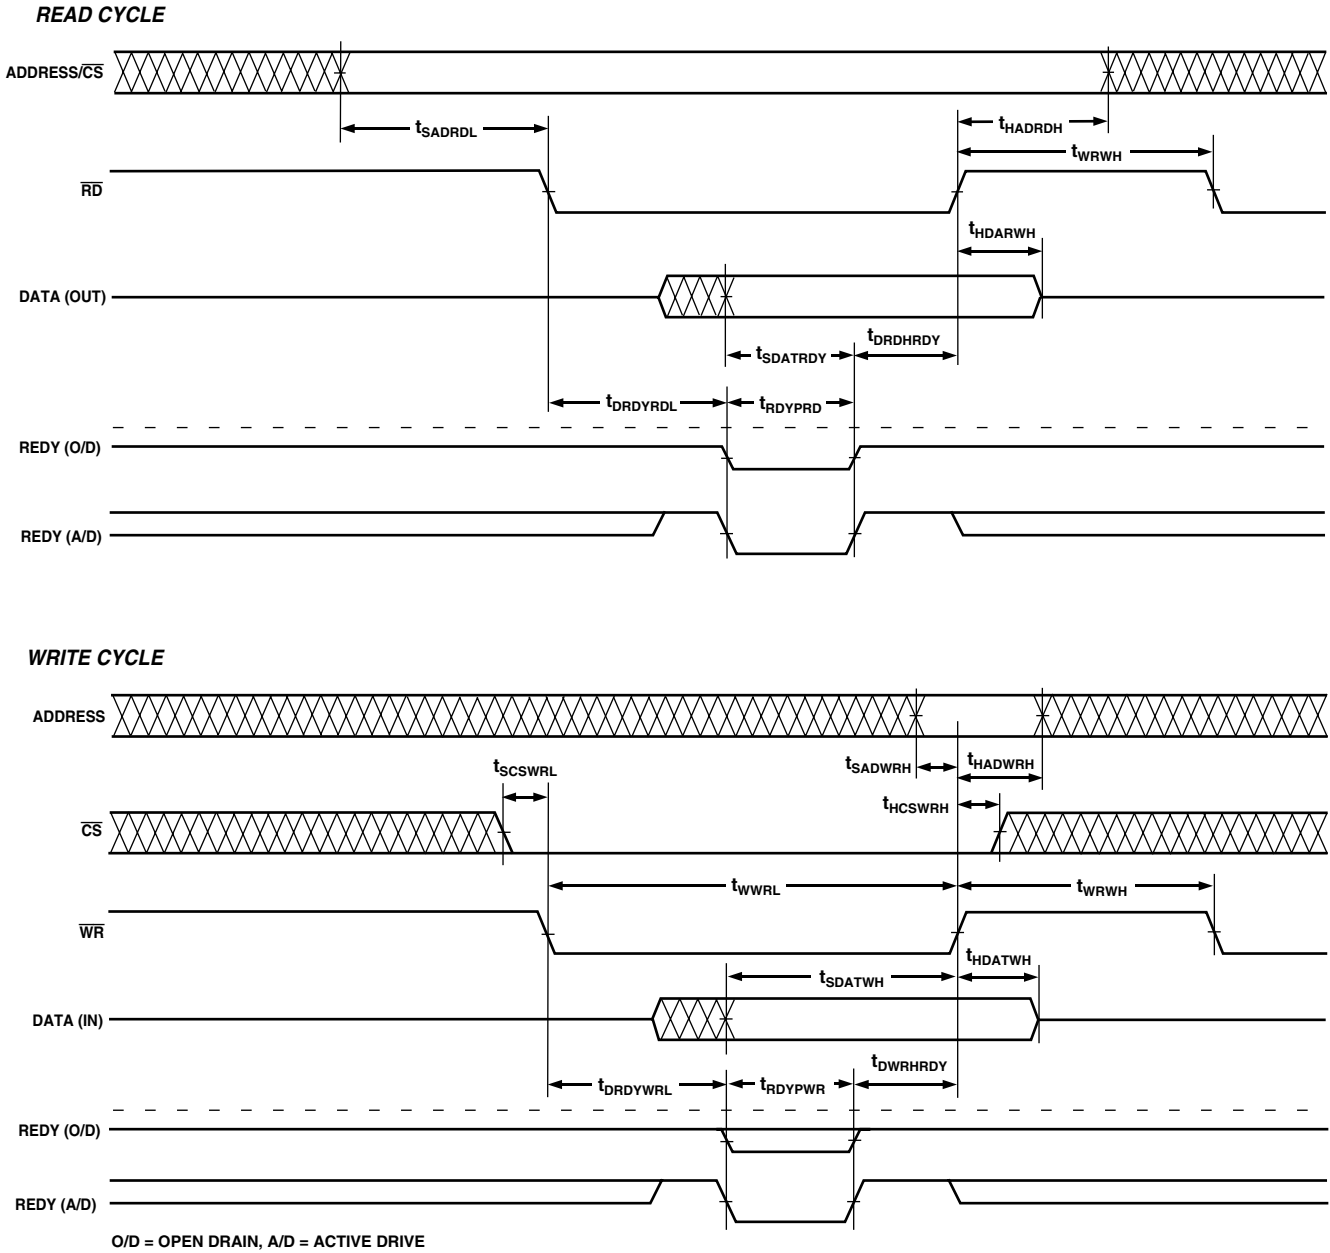 READ CYCLE
ADDRESS/CS
tSADRDL
tHADRDH
tWRWH
RD
tHDARWH
DATA (OUT)
tDRDHRDY
tSDATRDY
tDRDYRDL
tRDYPRD
REDY (O/D)
REDY (A/D)
WRITE CYCLE
ADDRESS
tSCSWRL
tSADWRH
tHADWRH
tHCSWRH
CS
tWWRL
tWRWH
WR
tHDATWH
tSDATWH
DATA (IN)
tDWRHRDY
tDRDYWRL
tRDYPWR
REDY (O/D)
REDY (A/D)
O/D = OPEN DRAIN, A/D = ACTIVE DRIVE